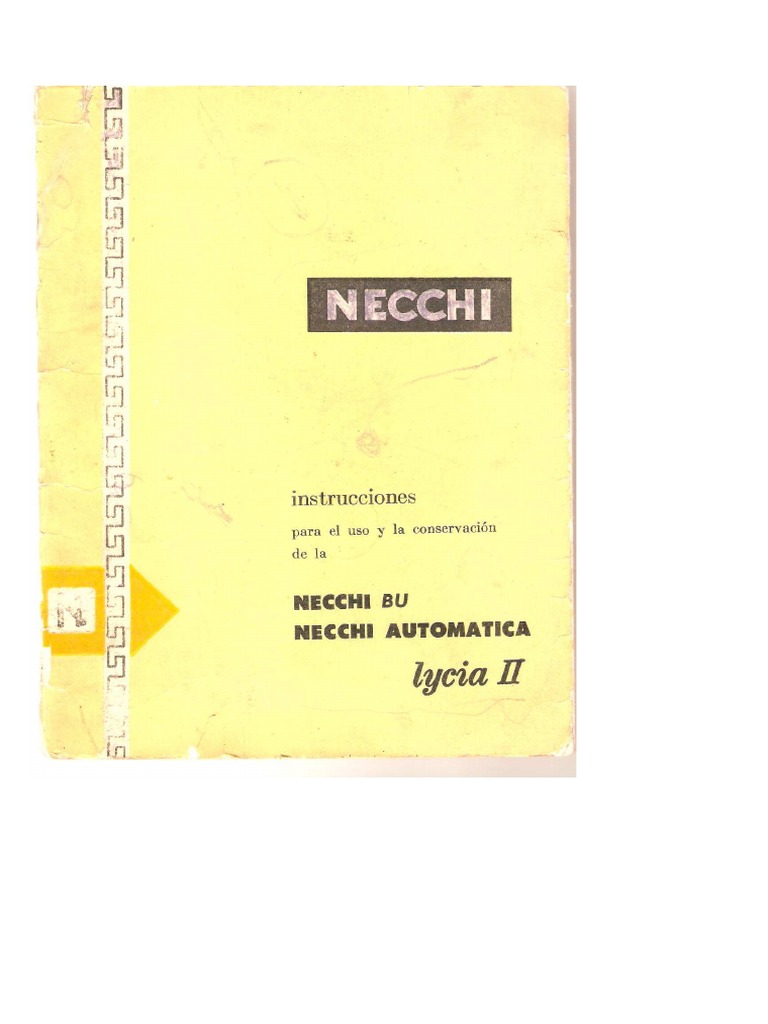 NECCHI
instrucciones
para el uso y la conservación
de la
NECCHI BU
NECCHI AUTOMATICA
lycia II
N